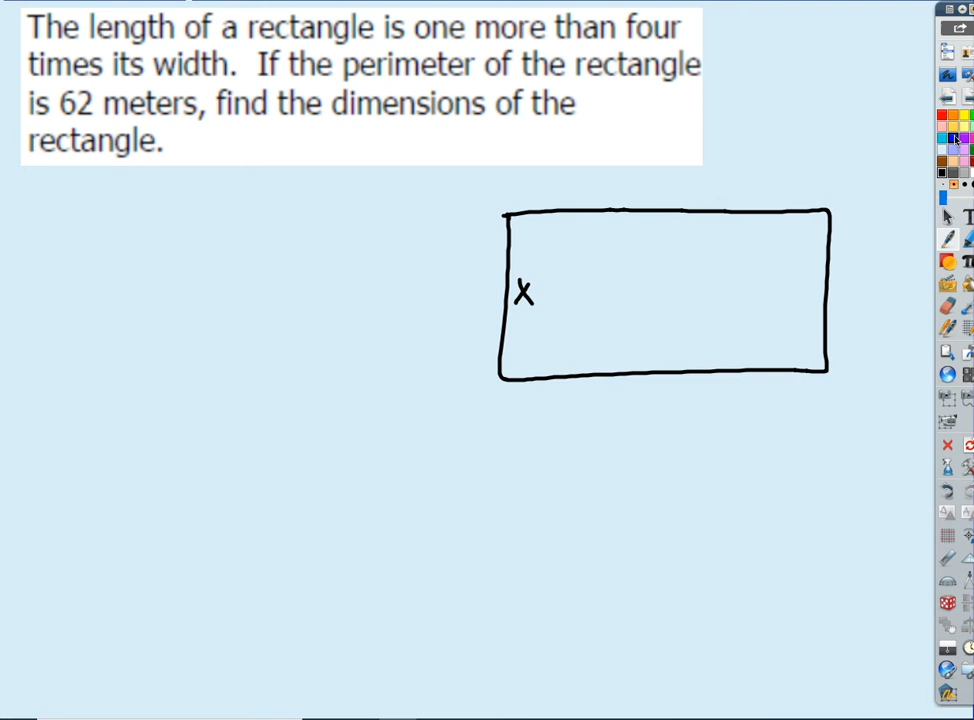 The length of a rectangle is one more than four
times its width. If the perimeter of the rectangle
is 62 meters, find the dimensions of the
rectangle.
x